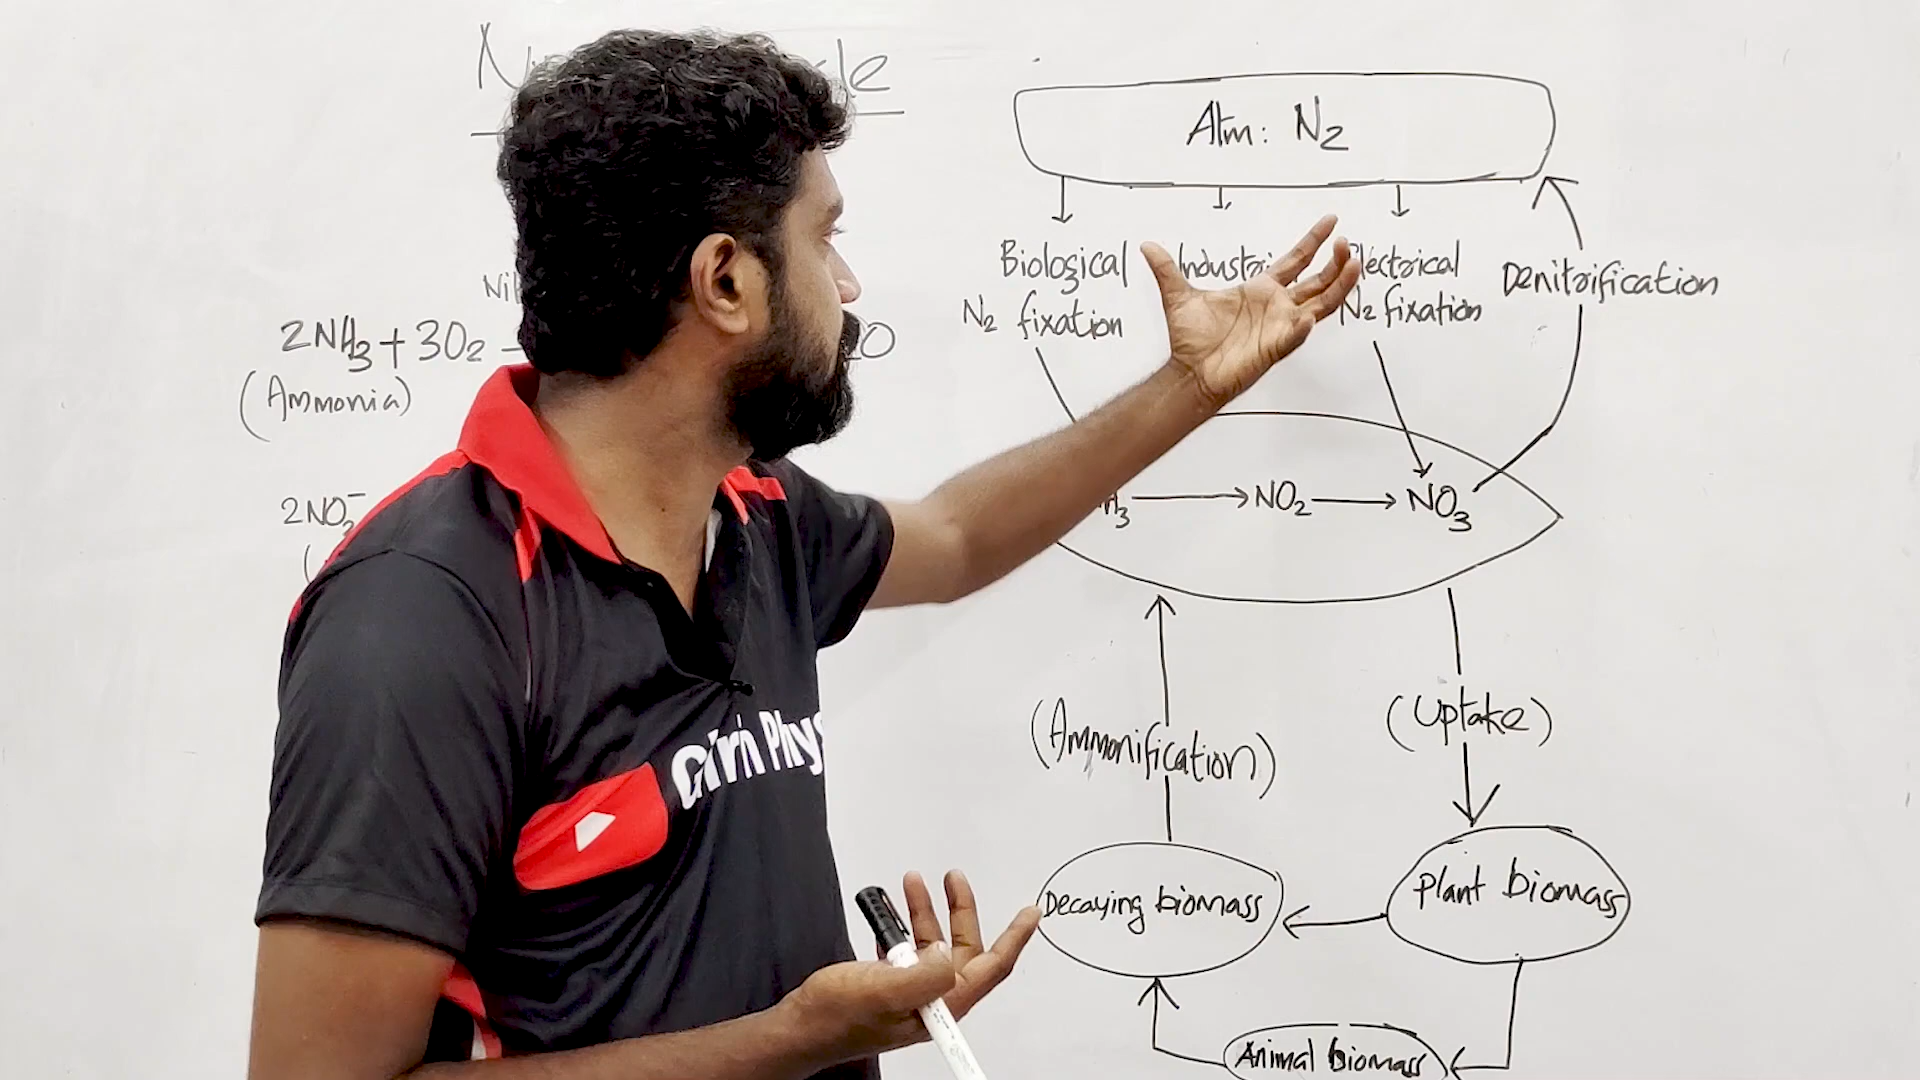 Atm: N2
Biological
N2 fixation
Electrical
N2 fixation
Denitrification
2NH3 + 3O2
(Ammonia)
2NO2-
NO2
NO3
(Ammonification)
(Uptake)
Decaying biomass
Plant biomass
Animal biomass